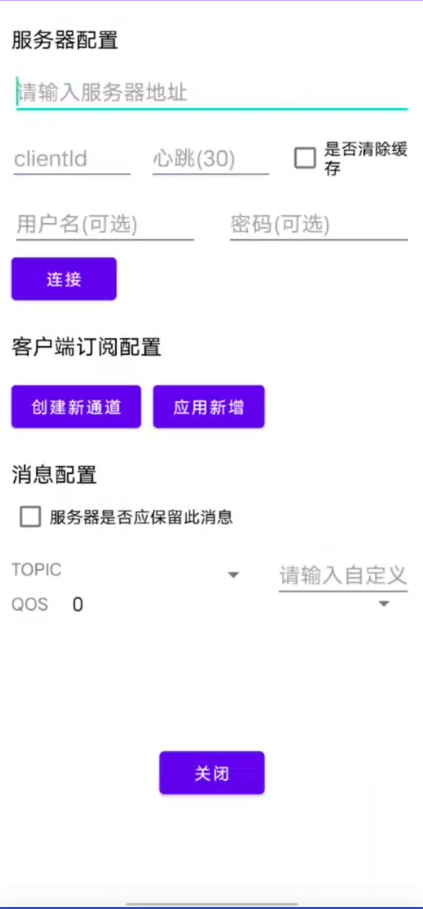 服务器配置
请输入服务器地址
clientId 心跳(30) 是否清除缓
存
用户名(可选) 密码(可选)
连接
客户端订阅配置
创建新通道 应用新增
消息配置
服务器是否应保留此消息
TOPIC 请输入自定义
QOS 0
关闭